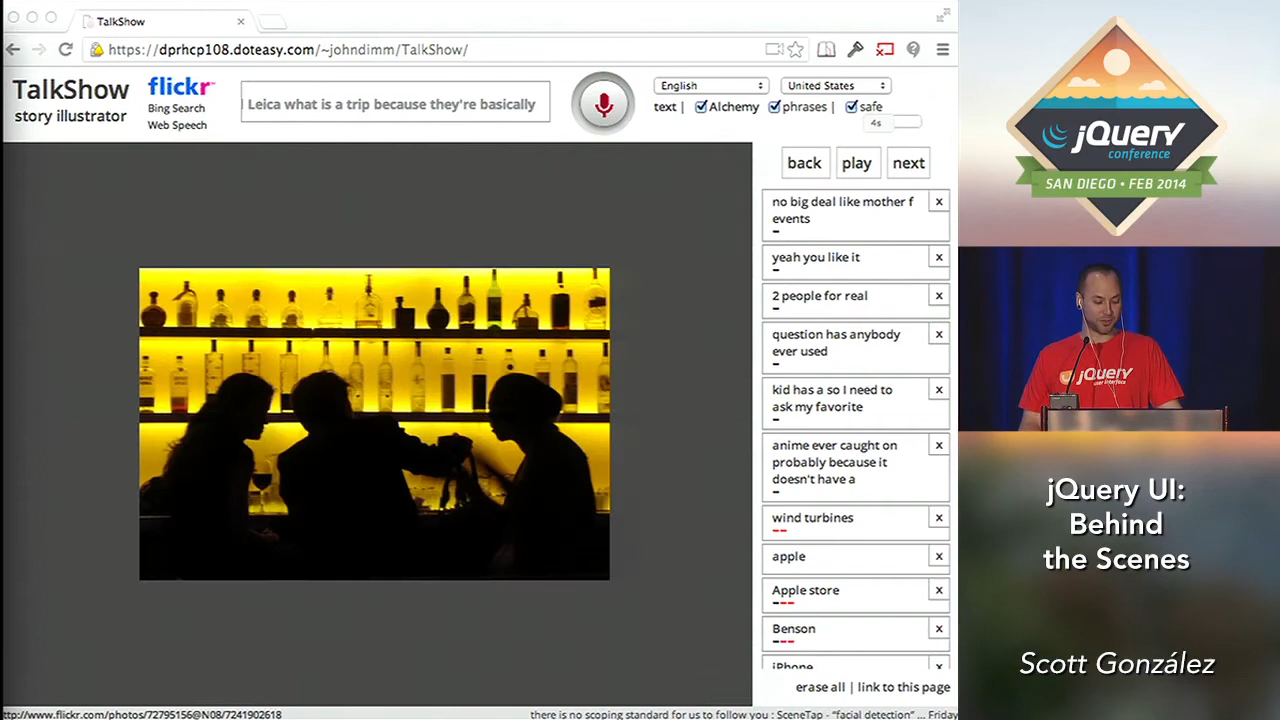 TalkShow
https://dprhcp108.doteasy.com/~johndimm/TalkShow/
TalkShow
story illustrator
flickr
Bing Search
Web Speech
Leica what is a trip because they're basically
English
United States
text | Alchemy phrases | safe
4s
back play next
no big deal like mother f
events
x
yeah you like it
x
2 people for real
x
question has anybody
ever used
x
kid has a so I need to
ask my favorite
x
anime ever caught on
probably because it
doesn't have a
x
wind turbines
x
apple
x
Apple store
x
Benson
x
iPhone
x
erase all | link to this page
ttp://www.flickr.com/photos/72795156@N08/7241902618
there is no scoping standard for us to follow you : SceneTap - "facial detection" ... Friday
jQuery
conference
SAN DIEGO • FEB 2014
jQuery
user interface
jQuery UI:
Behind
the Scenes
Scott González